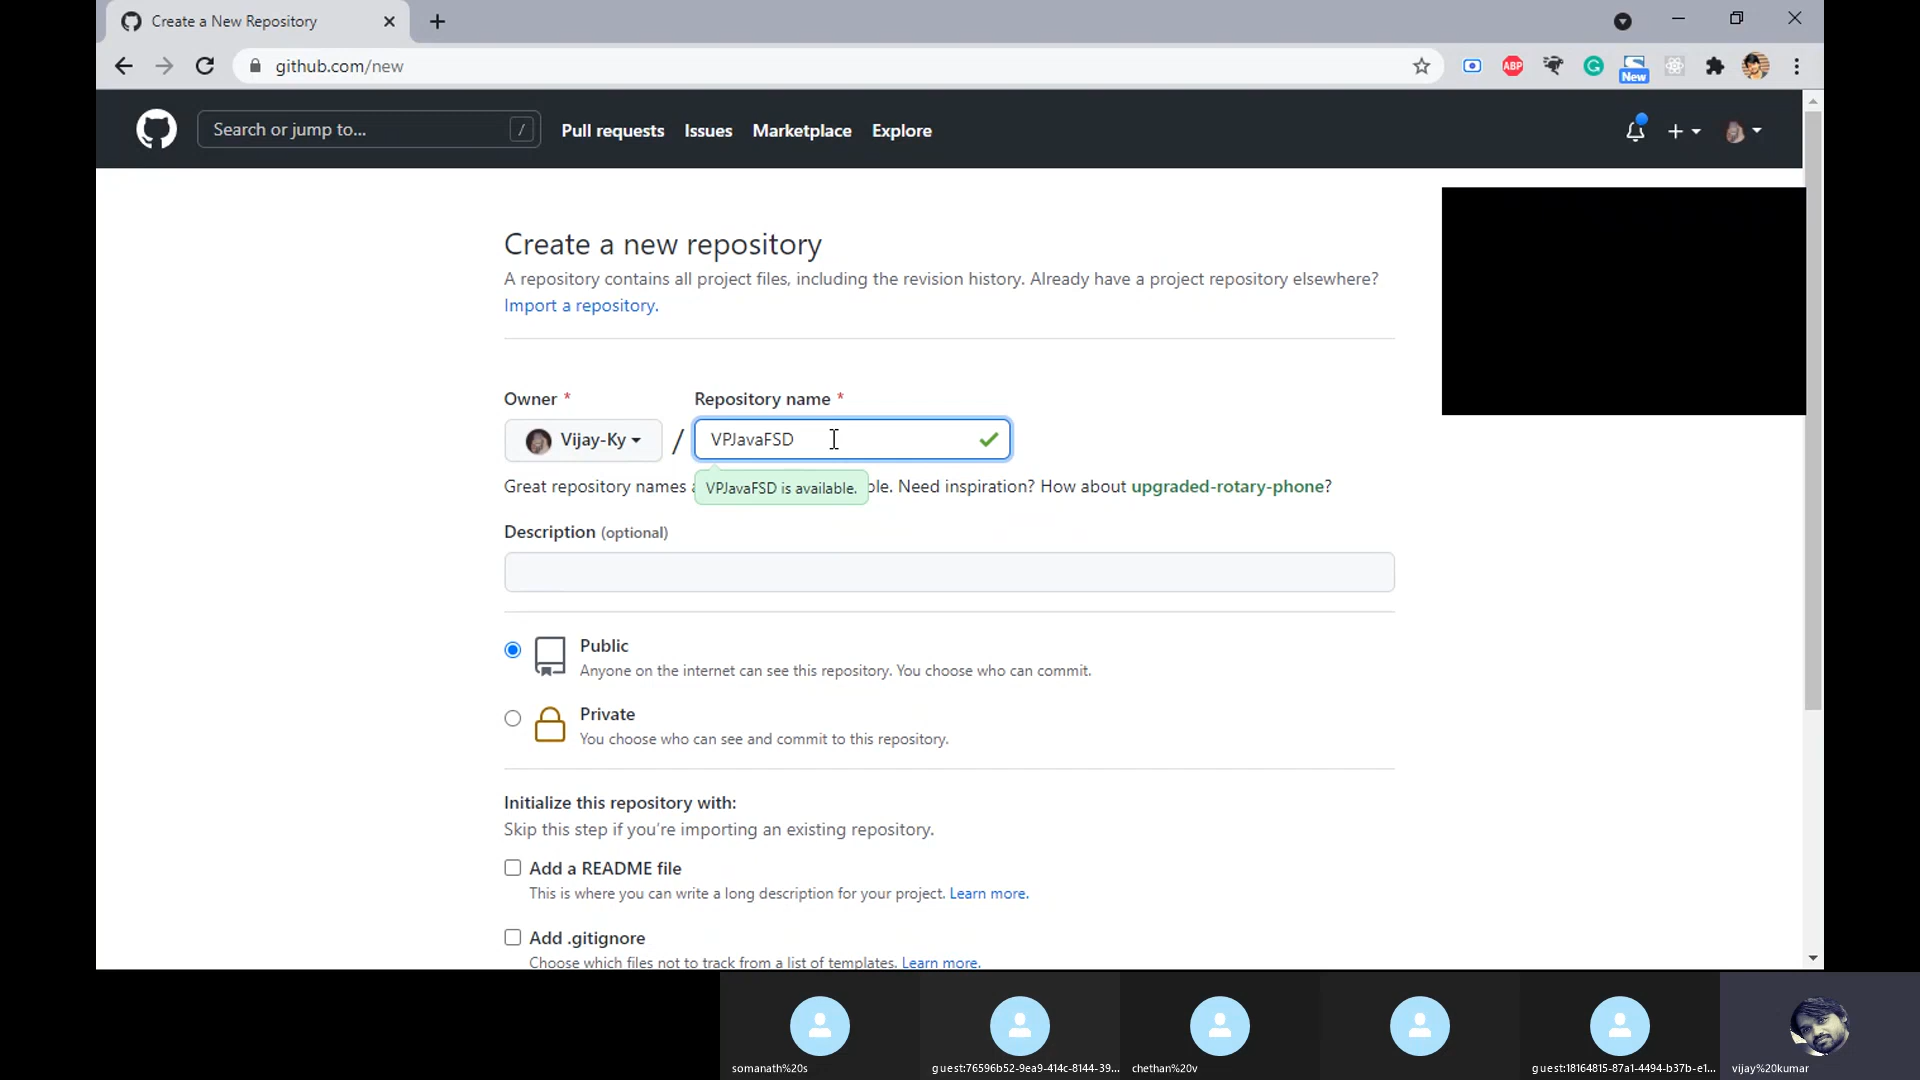 Create a New Repository
github.com/new
ABP
New
Search or jump to... /
Pull requests Issues Marketplace Explore
Create a new repository
A repository contains all project files, including the revision history. Already have a project repository elsewhere?
Import a repository.
Owner * Repository name *
Vijay-Ky / VPJavaFSD
Great repository names ble. Need inspiration? How about upgraded-rotary-phone?
VPJavaFSD is available.
Description (optional)
Public
Anyone on the internet can see this repository. You choose who can commit.
Private
You choose who can see and commit to this repository.
Initialize this repository with:
Skip this step if you're importing an existing repository.
Add a README file
This is where you can write a long description for your project. Learn more.
Add .gitignore
Choose which files not to track from a list of templates. Learn more.
somanath%20s guest:76596b52-9ea9-414c-8144-39... chethan%20v guest:18164815-87a1-4494-b37b-e1... vijay%20kumar